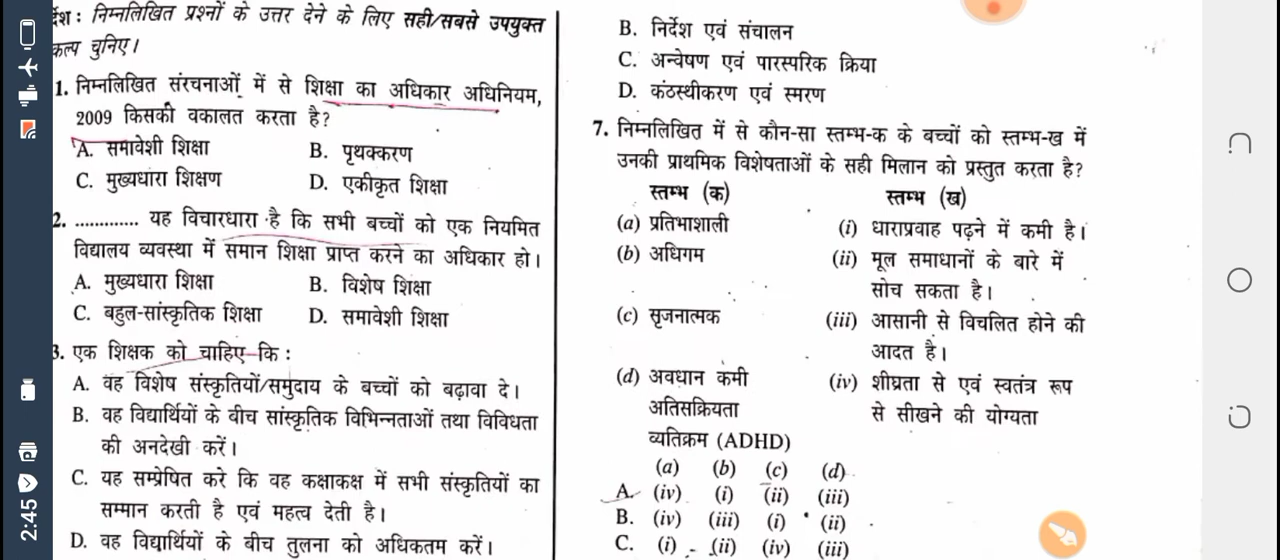 र्देश : निम्नलिखित प्रश्नों के उत्तर देने के लिए सही/सबसे उपयुक्त
कल्प चुनिए।
1. निम्नलिखित संरचनाओं में से शिक्षा का अधिकार अधिनियम,
2009 किसकी वकालत करता है?
A. समावेशी शिक्षा B. पृथक्करण
C. मुख्यधारा शिक्षण D. एकीकृत शिक्षा
2. ............. यह विचारधारा है कि सभी बच्चों को एक नियमित
विद्यालय व्यवस्था में समान शिक्षा प्राप्त करने का अधिकार हो।
A. मुख्यधारा शिक्षा B. विशेष शिक्षा
C. बहुल-सांस्कृतिक शिक्षा D. समावेशी शिक्षा
3. एक शिक्षक को चाहिए कि :
A. वह विशेष संस्कृतियों/समुदाय के बच्चों को बढ़ावा दे।
B. वह विद्यार्थियों के बीच सांस्कृतिक विभिन्नताओं तथा विविधता
की अनदेखी करें।
C. यह सम्प्रेषित करे कि वह कक्षाकक्ष में सभी संस्कृतियों का
सम्मान करती है एवं महत्व देती है।
D. वह विद्यार्थियों के बीच तुलना को अधिकतम करें।
B. निर्देश एवं संचालन
C. अन्वेषण एवं पारस्परिक क्रिया
D. कंठस्थीकरण एवं स्मरण
7. निम्नलिखित में से कौन-सा स्तम्भ-क के बच्चों को स्तम्भ-ख में
उनकी प्राथमिक विशेषताओं के सही मिलान को प्रस्तुत करता है?
स्तम्भ (क) स्तम्भ (ख)
(a) प्रतिभाशाली (i) धाराप्रवाह पढ़ने में कमी है।
(b) अधिगम (ii) मूल समाधानों के बारे में
सोच सकता है।
(c) सृजनात्मक (iii) आसानी से विचलित होने की
आदत है।
(d) अवधान कमी (iv) शीघ्रता से एवं स्वतंत्र रूप
अतिसक्रियता से सीखने की योग्यता
व्यतिक्रम (ADHD)
(a) (b) (c) (d)
A. (iv) (i) (ii) (iii)
B. (iv) (iii) (i) (ii)
C. (i) (ii) (iv) (iii)
2:45